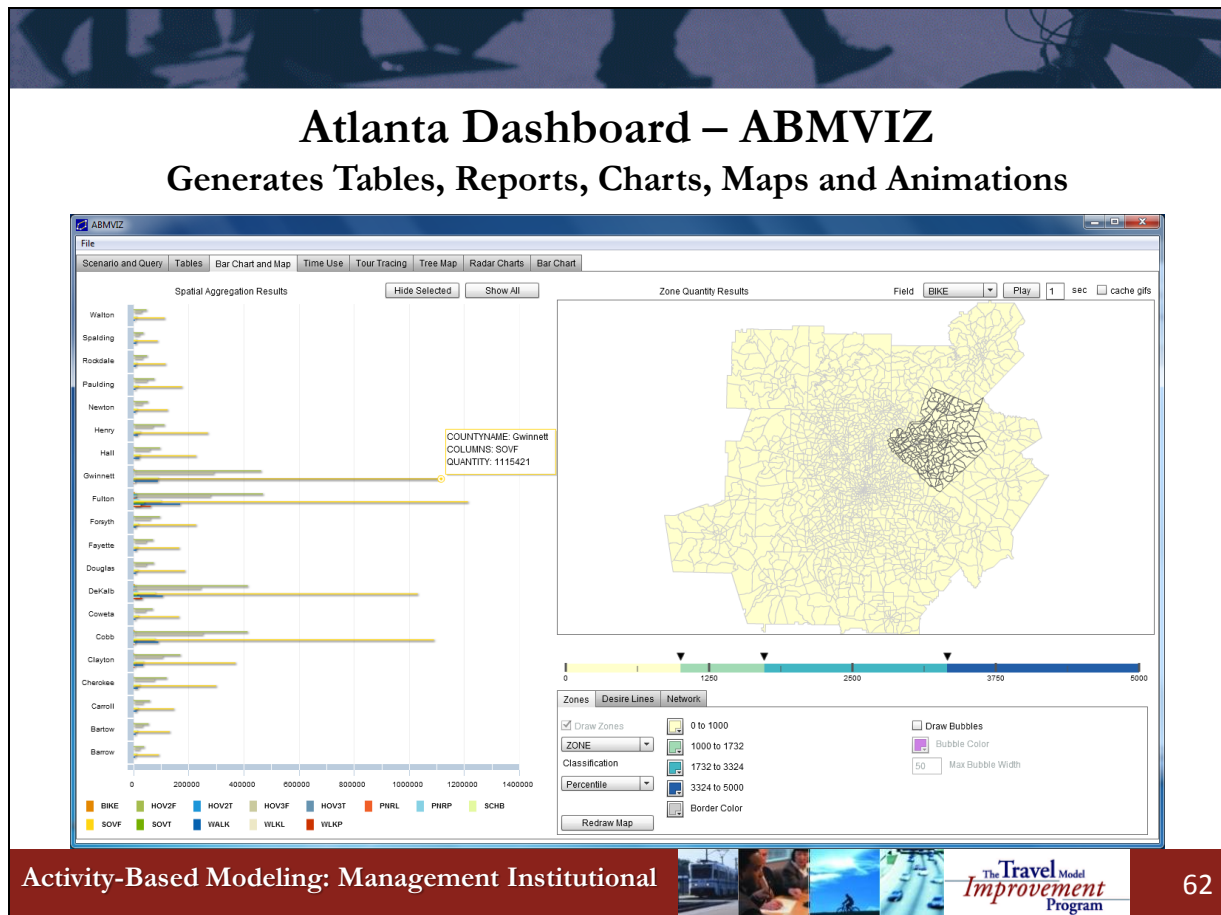 Atlanta Dashboard – ABMVIZ
Generates Tables, Reports, Charts, Maps and Animations
ABMVIZ
File
Scenario and Query Tables Bar Chart and Map Time Use Tour Tracing Tree Map Radar Charts Bar Chart
Spatial Aggregation Results Hide Selected Show All
Zone Quantity Results Field BIKE Play 1 sec cache gifs
Walton
Spalding
Rockdale
Paulding
Newton
Henry
Hall
Gwinnett
Fulton
Forsyth
Fayette
Douglas
DeKalb
Coweta
Cobb
Clayton
Cherokee
Carroll
Bartow
Barrow
COUNTYNAME: Gwinnett
COLUMNS: SOVF
QUANTITY: 1115421
0 200000 400000 600000 800000 1000000 1200000 1400000
BIKE HOV2F HOV2T HOV3F HOV3T PNRL PNRP SCHB
SOVF SOVT WALK WLKL WLKP
0 1250 2500 3750 5000
Zones Desire Lines Network
Draw Zones
ZONE
Classification
Percentile
Redraw Map
0 to 1000
1000 to 1732
1732 to 3324
3324 to 5000
Border Color
Draw Bubbles
Bubble Color
50 Max Bubble Width
Activity-Based Modeling: Management Institutional
The Travel Model
Improvement
Program
62